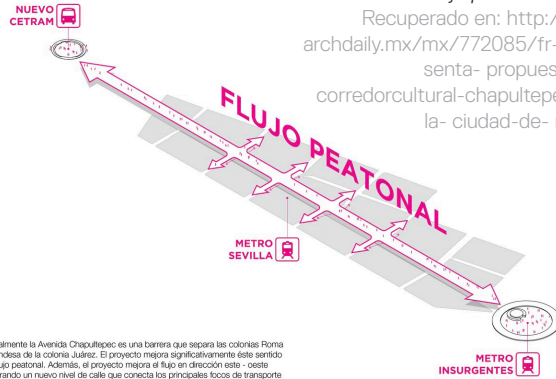 NUEVO
CETRAM
Recuperado en: http:/
archdaily.mx/mx/772085/fr-
senta- propues
corredorcultural-chapultepe
la- ciudad-de-
FLUJO PEATONAL
METRO
SEVILLA
METRO
INSURGENTES
almente la Avenida Chapultepec es una barrera que separa las colonias Roma
ndesa de la colonia Juárez. El proyecto mejora significativamente éste sentido
ujo peatonal. Además, el proyecto mejora el flujo en dirección este - oeste
rando un nuevo nivel de calle que conecta los principales focos de transporte